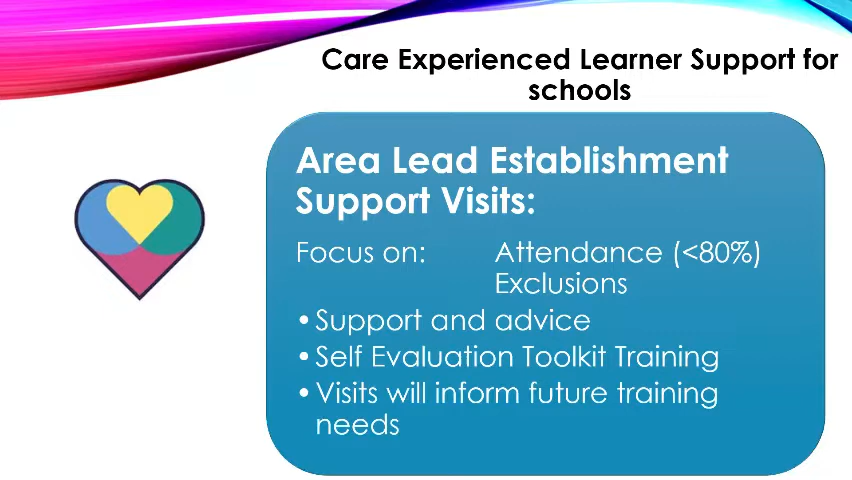 Care Experienced Learner Support for
schools
Area Lead Establishment
Support Visits:
Focus on: Attendance (<80%)
Exclusions
• Support and advice
• Self Evaluation Toolkit Training
• Visits will inform future training
needs